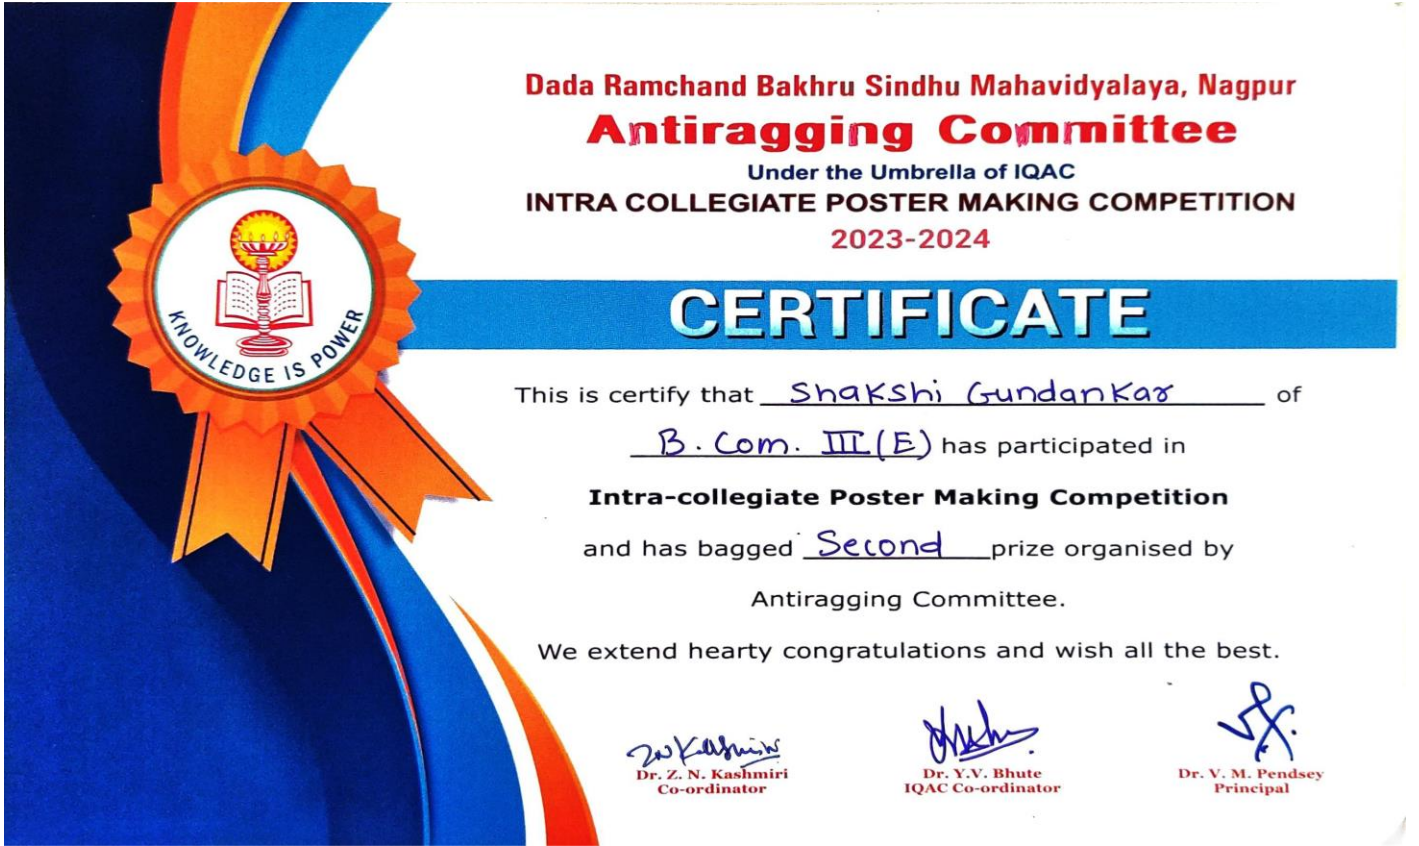 Dada Ramchand Bakhru Sindhu Mahavidyalaya, Nagpur
Antiragging Committee
Under the Umbrella of IQAC
INTRA COLLEGIATE POSTER MAKING COMPETITION
2023-2024
KNOWLEDGE IS POWER
CERTIFICATE
This is certify that Shakshi Gundankar of
B. Com. III (E) has participated in
Intra-collegiate Poster Making Competition
and has bagged Second prize organised by
Antiragging Committee.
We extend hearty congratulations and wish all the best.
Dr. Z. N. Kashmiri
Co-ordinator
Dr. Y.V. Bhute
IQAC Co-ordinator
Dr. V. M. Pendsey
Principal